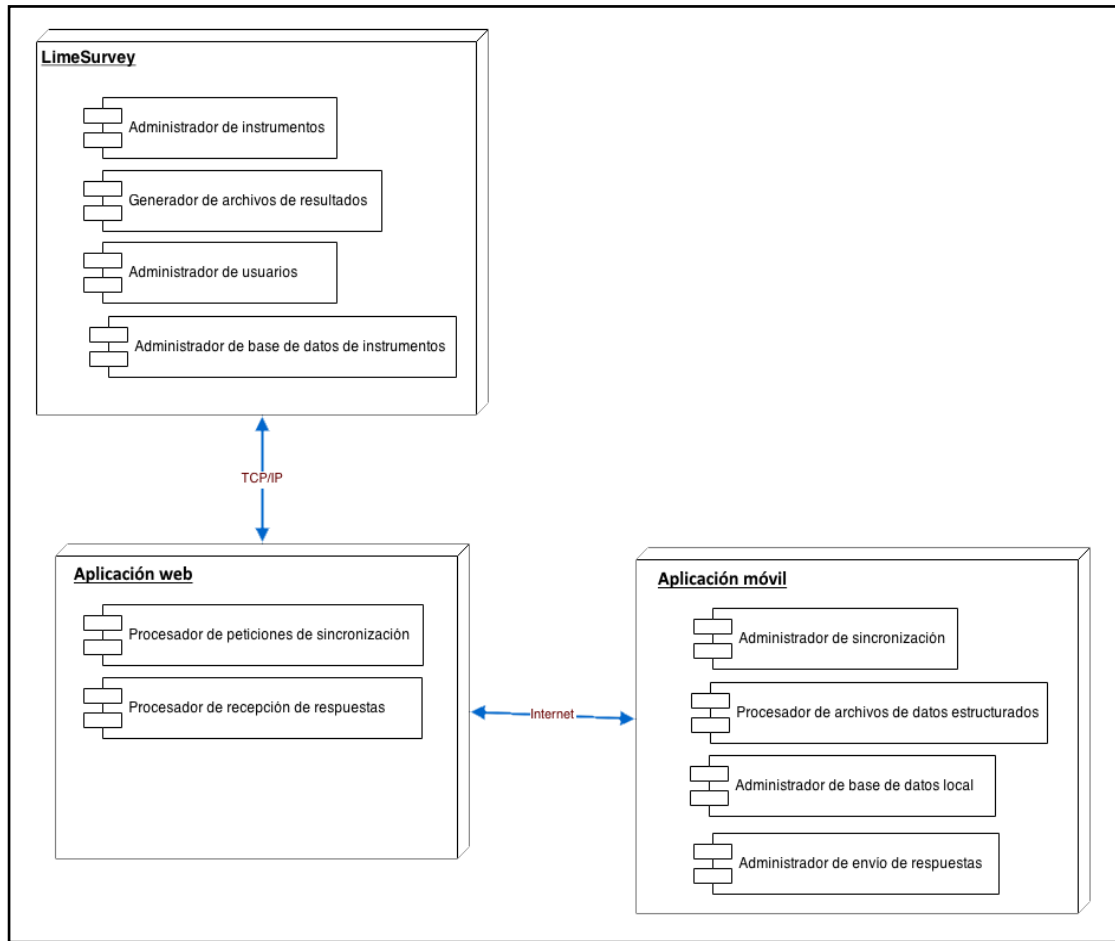 LimeSurvey
Administrador de instrumentos
Generador de archivos de resultados
Administrador de usuarios
Administrador de base de datos de instrumentos
TCP/IP
Aplicación web
Procesador de peticiones de sincronización
Procesador de recepción de respuestas
Internet
Aplicación móvil
Administrador de sincronización
Procesador de archivos de datos estructurados
Administrador de base de datos local
Administrador de envío de respuestas